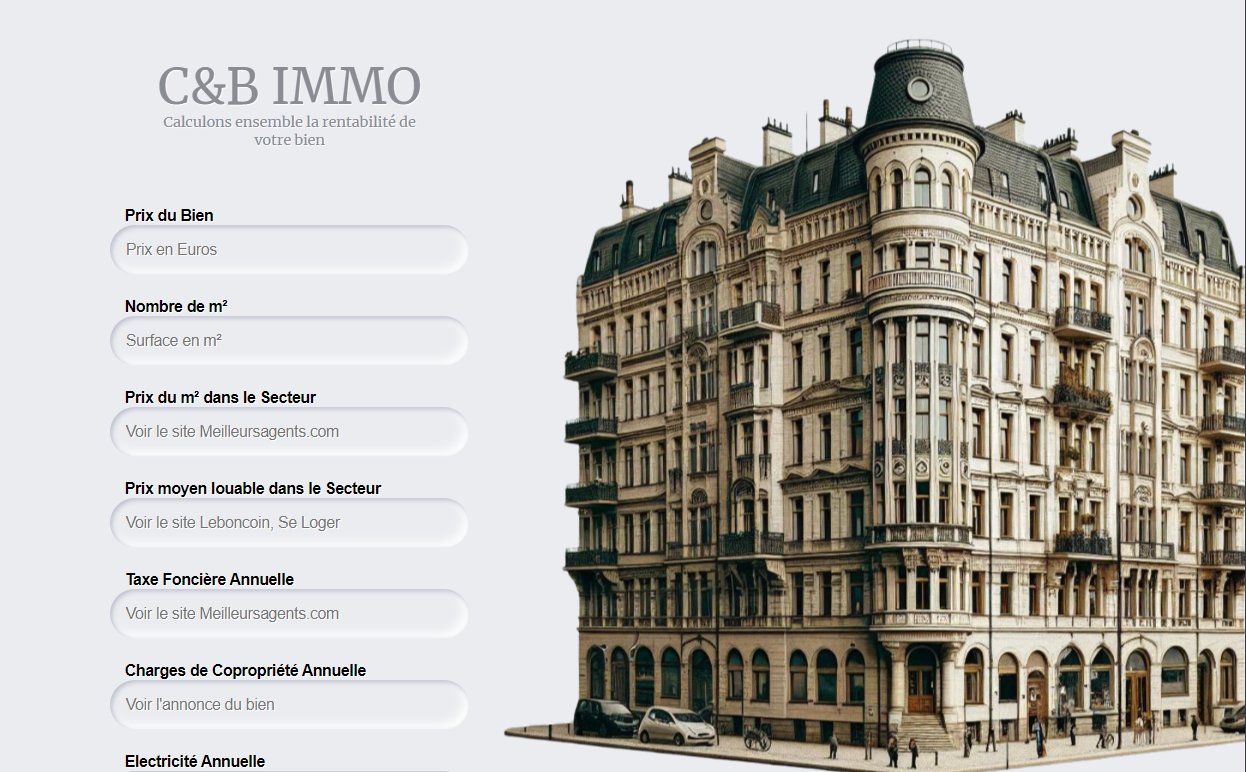 C&B IMMO
Calculons ensemble la rentabilité de
votre bien
Prix du Bien
Prix en Euros
Nombre de m²
Surface en m²
Prix du m² dans le Secteur
Voir le site Meilleursagents.com
Prix moyen louable dans le Secteur
Voir le site Leboncoin, Se Loger
Taxe Foncière Annuelle
Voir le site Meilleursagents.com
Charges de Copropriété Annuelle
Voir l'annonce du bien
Electricité Annuelle